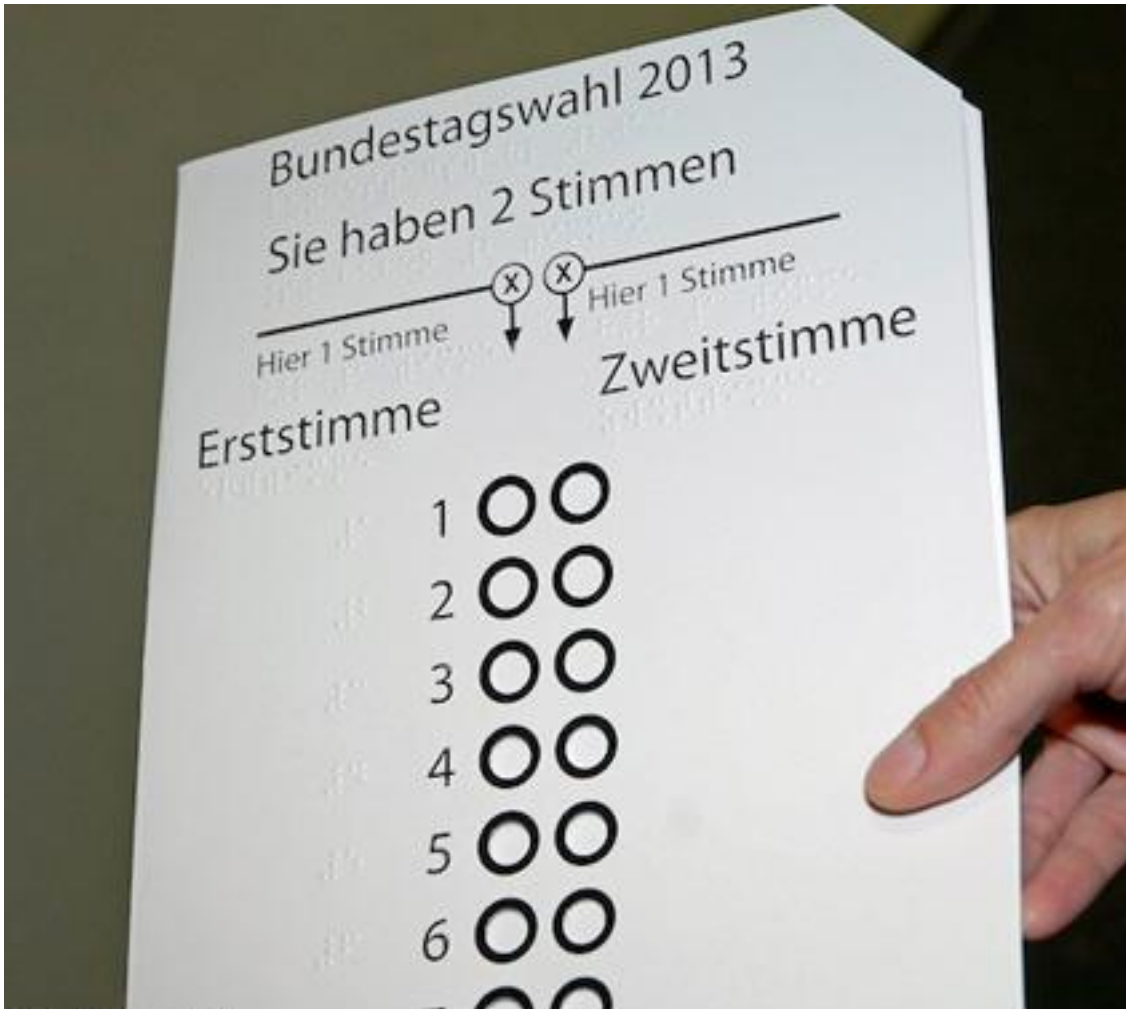 Bundestagswahl 2013
Sie haben 2 Stimmen
X X
Hier 1 Stimme
Hier 1 Stimme
Zweitstimme
Erststimme
1
2
3
4
5
6